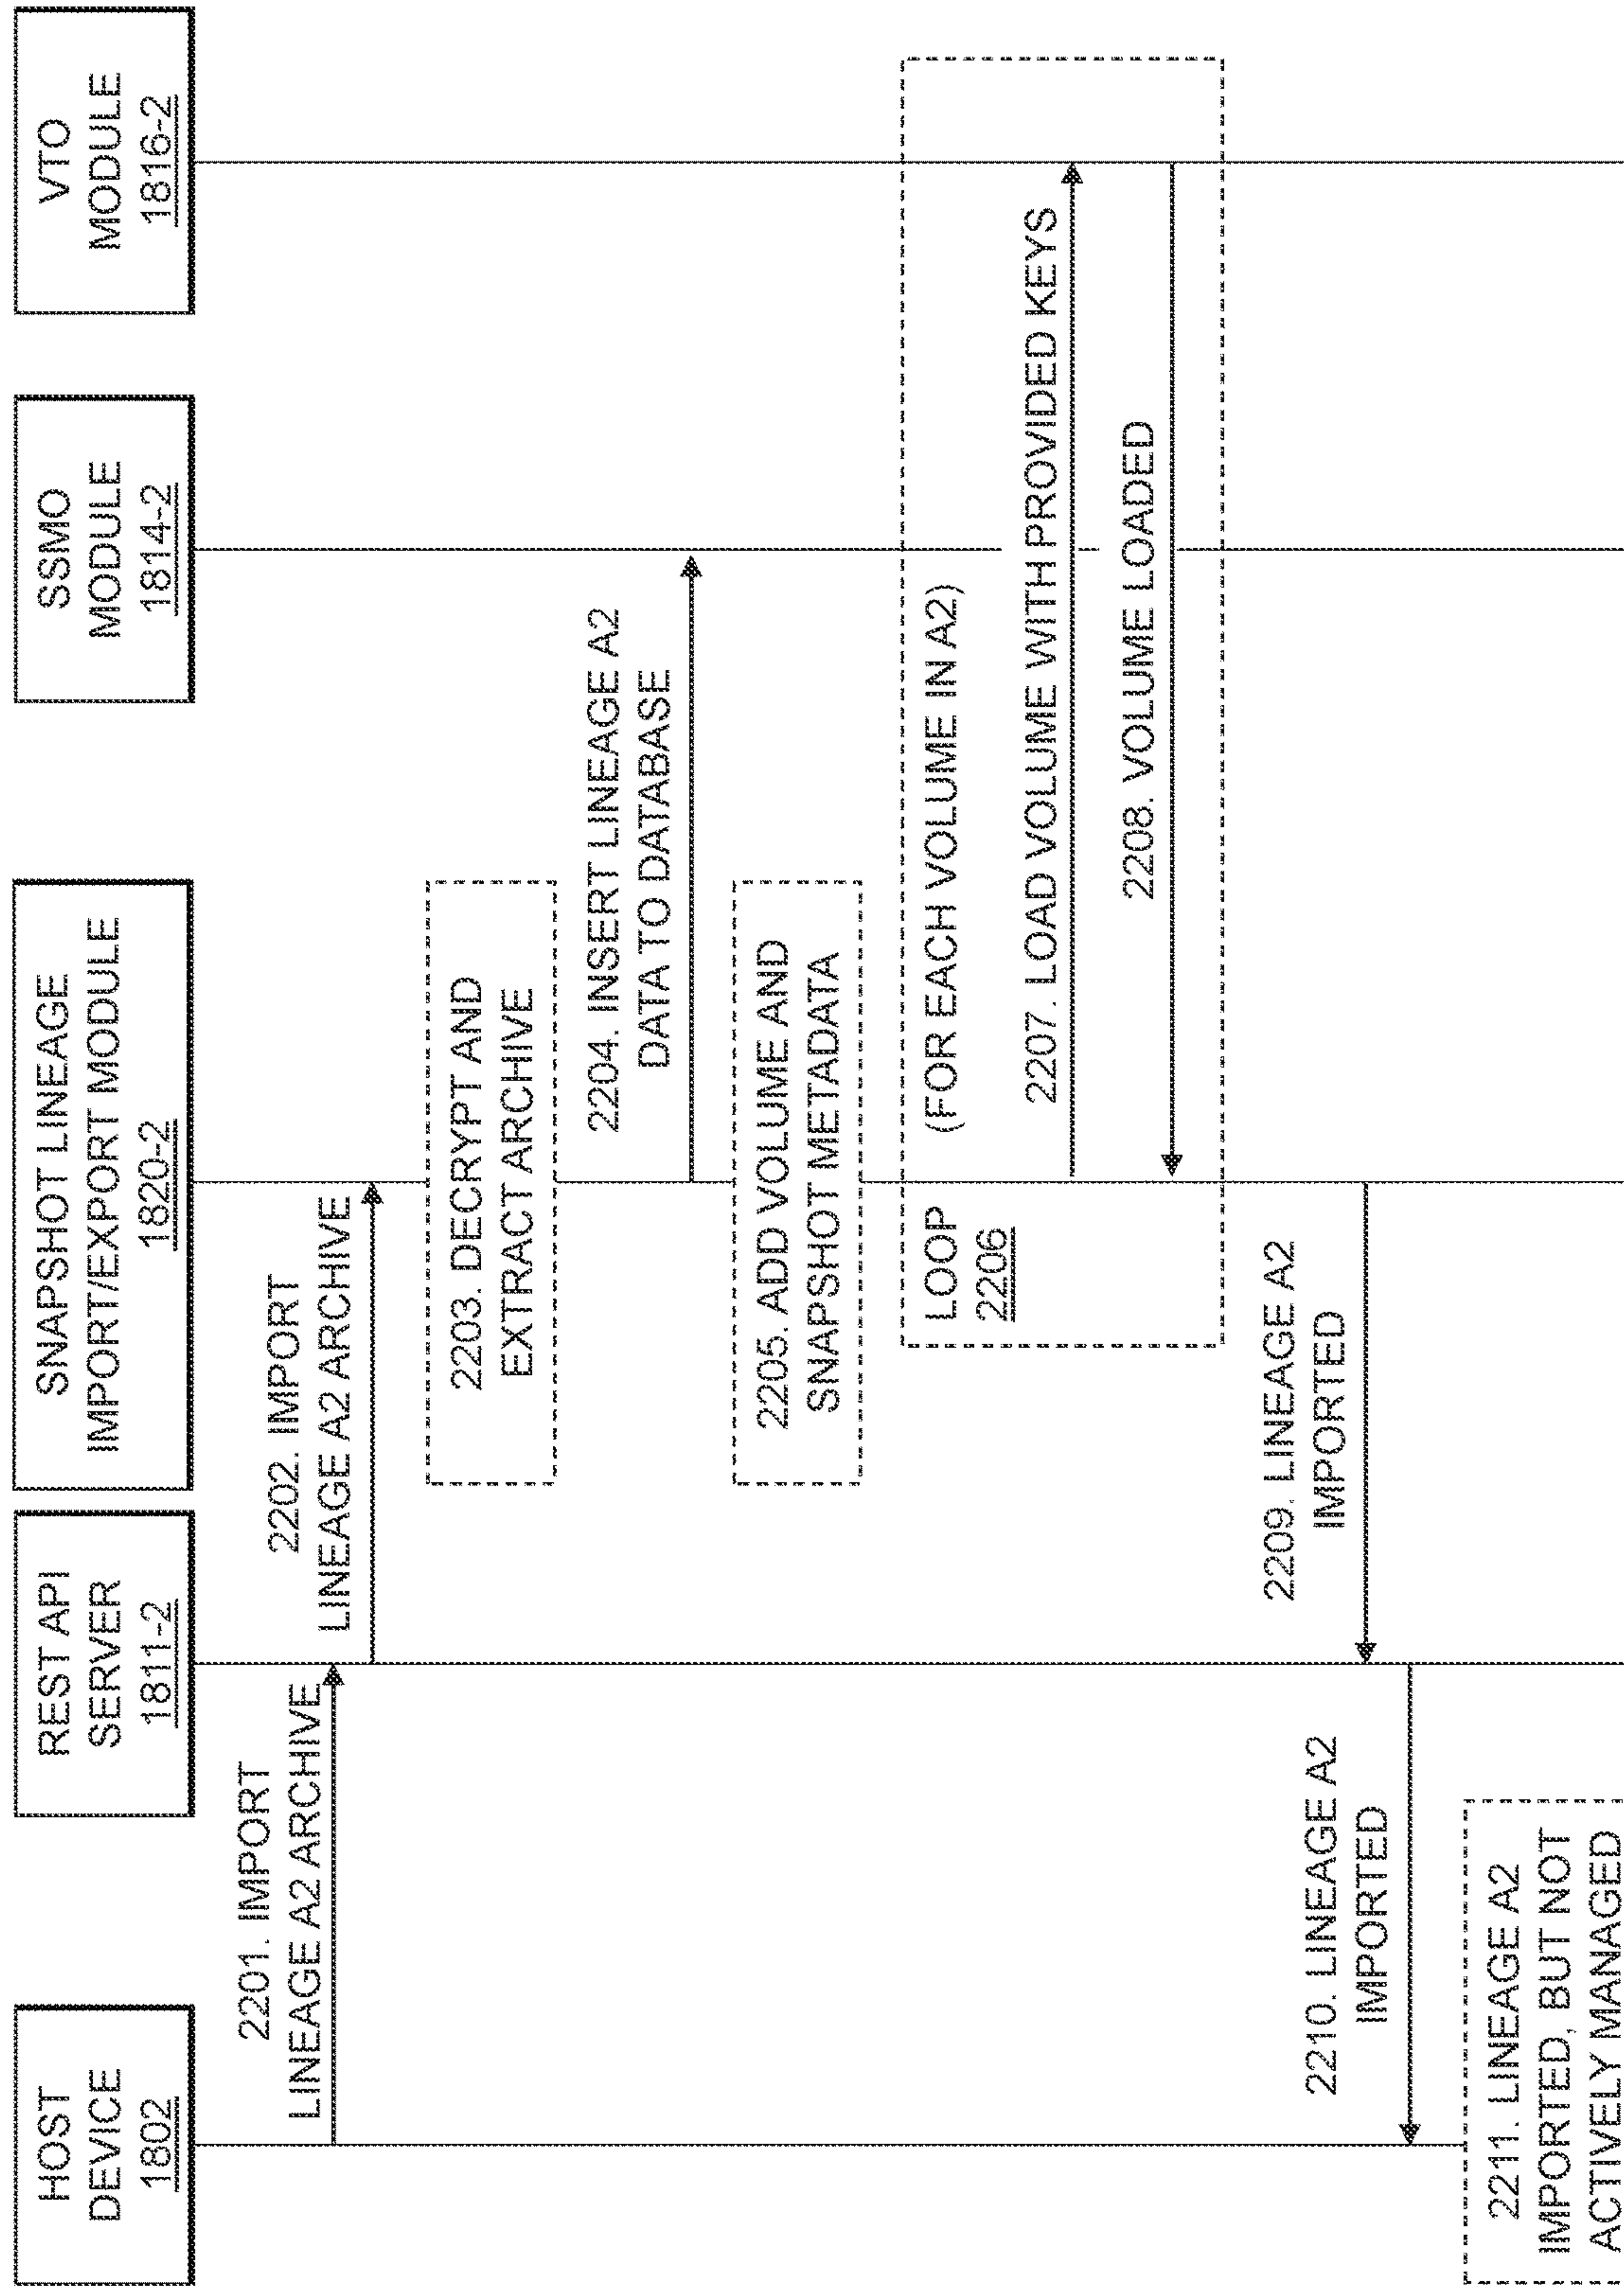 HOST
DEVICE
1802
REST API
SERVER
1811-2
SNAPSHOT LINEAGE
IMPORT/EXPORT MODULE
1820-2
SSMO
MODULE
1814-2
VTO
MODULE
1816-2
2201. IMPORT
LINEAGE A2 ARCHIVE
2202. IMPORT
LINEAGE A2 ARCHIVE
2203. DECRYPT AND
EXTRACT ARCHIVE
2204. INSERT LINEAGE A2
DATA TO DATABASE
2205. ADD VOLUME AND
SNAPSHOT METADATA
LOOP
2206
(FOR EACH VOLUME IN A2)
2207. LOAD VOLUME WITH PROVIDED KEYS
2208. VOLUME LOADED
2209. LINEAGE A2
IMPORTED
2210. LINEAGE A2
IMPORTED
2211. LINEAGE A2
IMPORTED, BUT NOT
ACTIVELY MANAGED